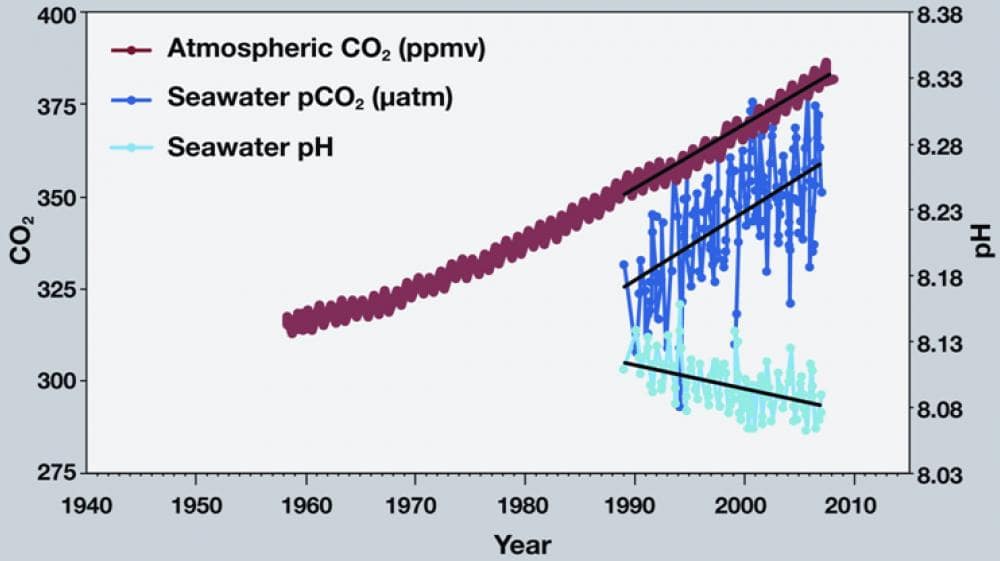 Atmospheric CO₂ (ppmv)
Seawater pCO₂ (µatm)
Seawater pH
CO₂
400
375
350
325
300
275
pH
8.38
8.33
8.28
8.23
8.18
8.13
8.08
8.03
1940 1950 1960 1970 1980 1990 2000 2010
Year